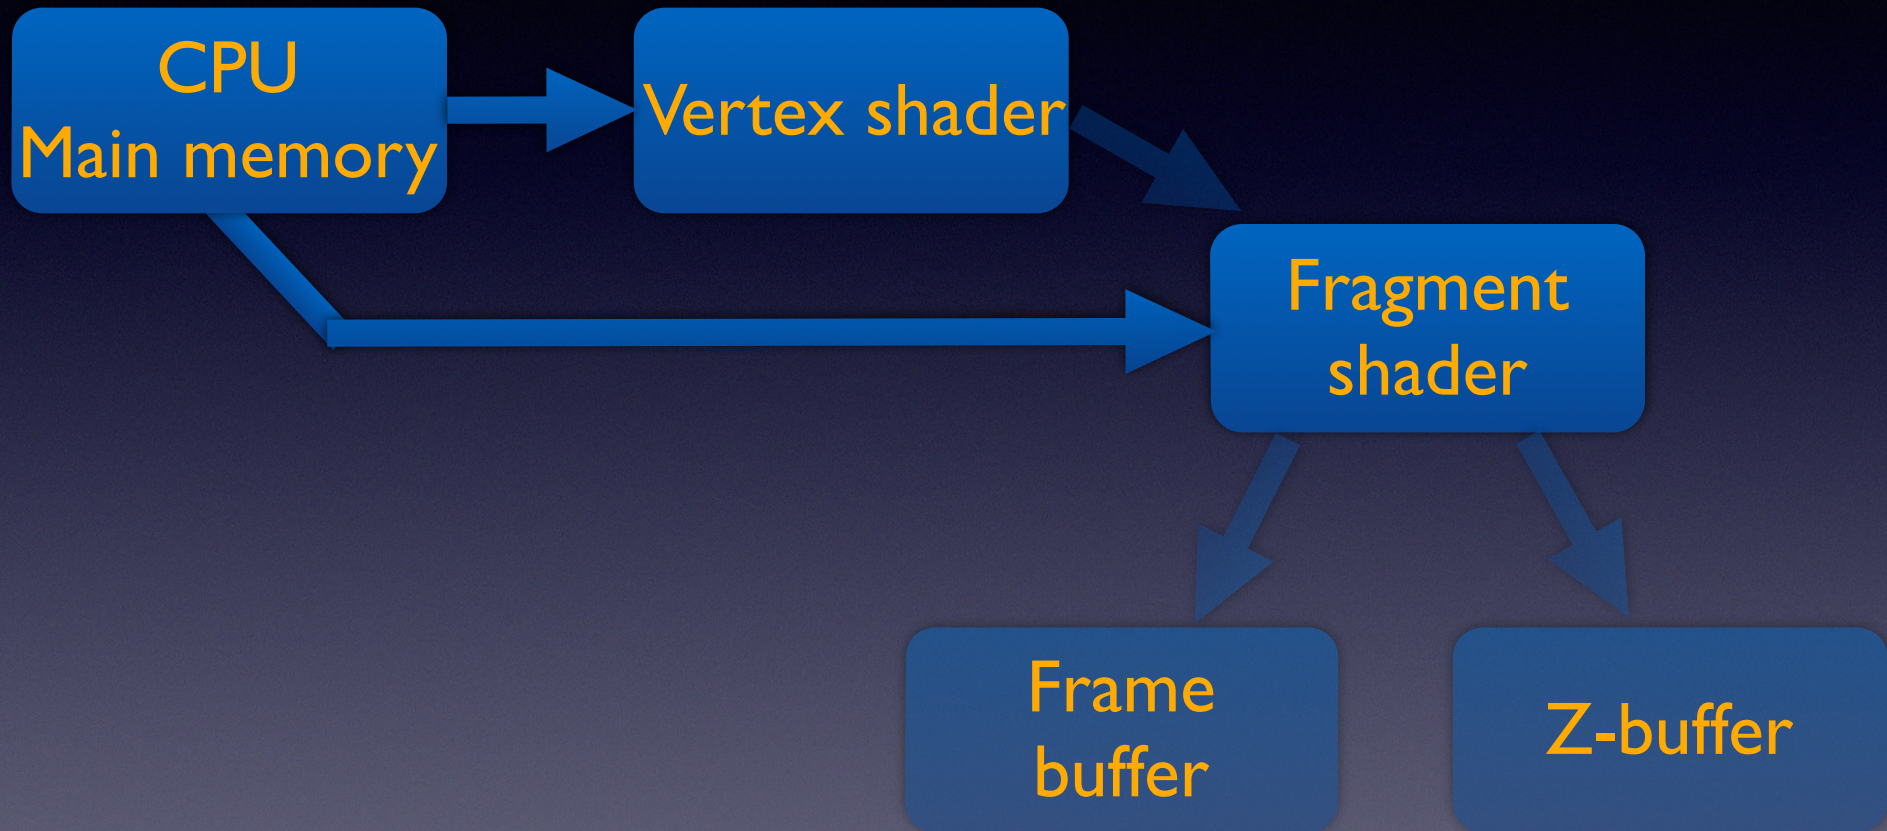 CPU
Main memory
Vertex shader
Fragment
shader
Frame
buffer
Z-buffer